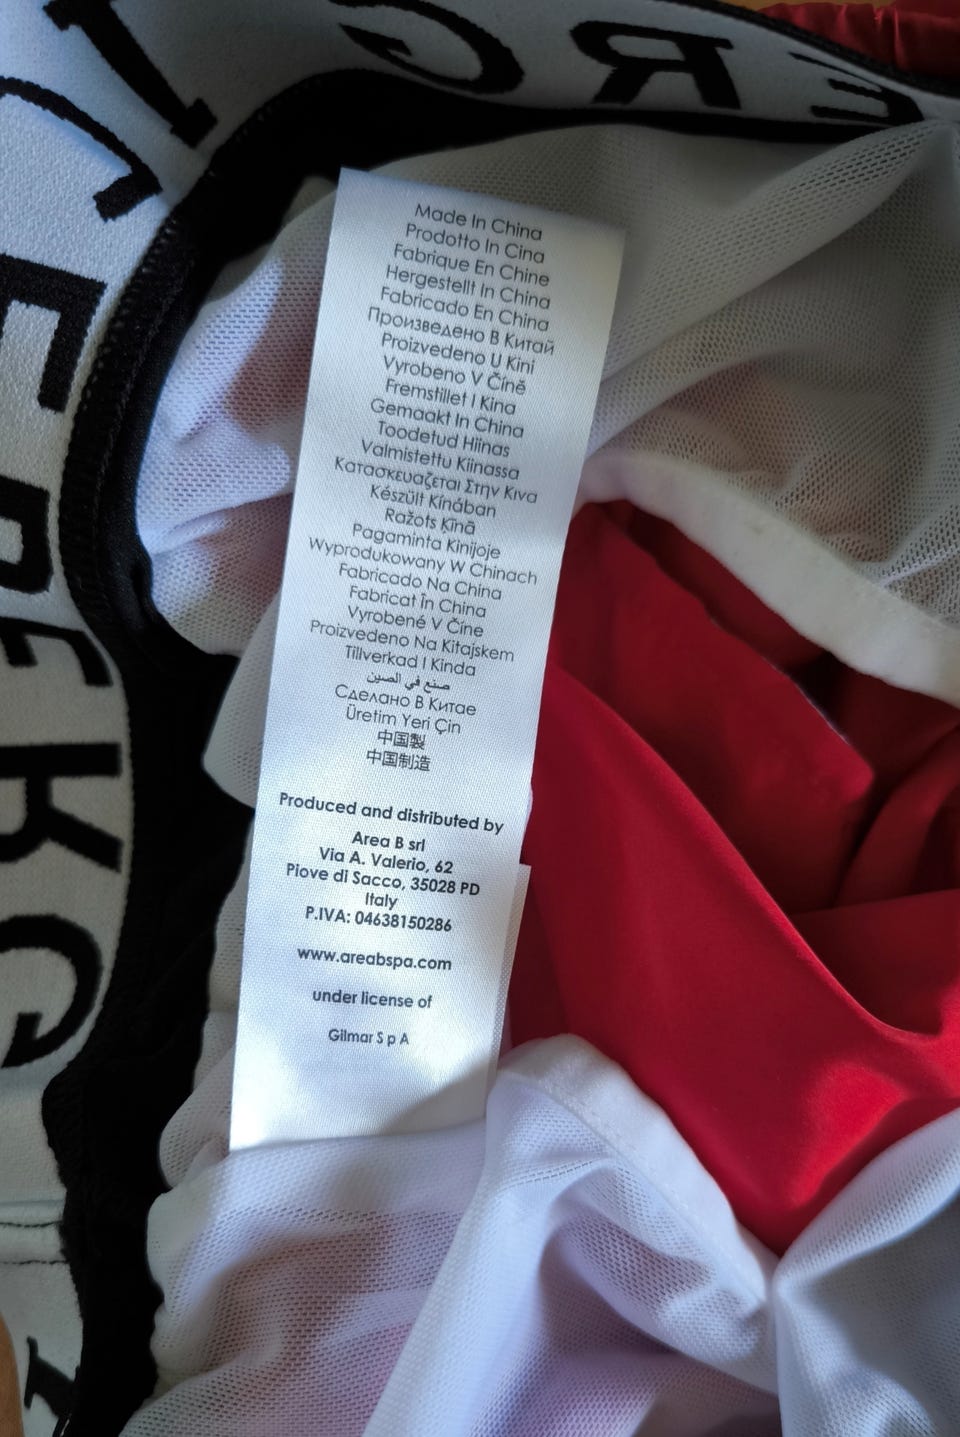 Made In China
Prodotto In Cina
Fabrique En Chine
Hergestellt In China
Fabricado En China
Произведено В Китай
Proizvedeno U Kini
Vyrobeno V Číně
Fremstillet I Kina
Gemaakt In China
Toodetud Hiinas
Valmistettu Kiinassa
Κατασκευαζεται Στην Κινα
Készült Kínában
Ražots Ķīnā
Pagaminta Kinijoje
Wyprodukowany W Chinach
Fabricado Na China
Fabricat În China
Vyrobené V Číne
Proizvedeno Na Kitajskem
Tillverkad I Kinda
صنع في الصين
Сделано В Китае
Üretim Yeri Çin
中国製
中国制造
Produced and distributed by
Area B srl
Via A. Valerio, 62
Piove di Sacco, 35028 PD
Italy
P.IVA: 04638150286
www.areabspa.com
under license of
Gilmar S p A